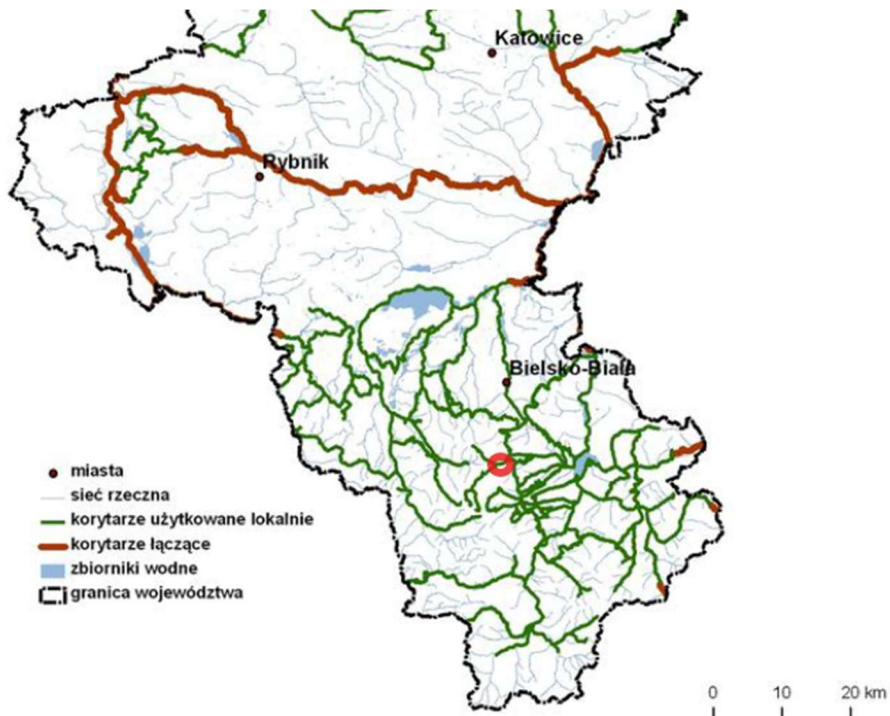 Katowice
Rybnik
Bielsko-Biała
miasta
sieć rzeczna
korytarze użytkowane lokalnie
korytarze łączące
zbiorniki wodne
granica województwa
0 10 20 km